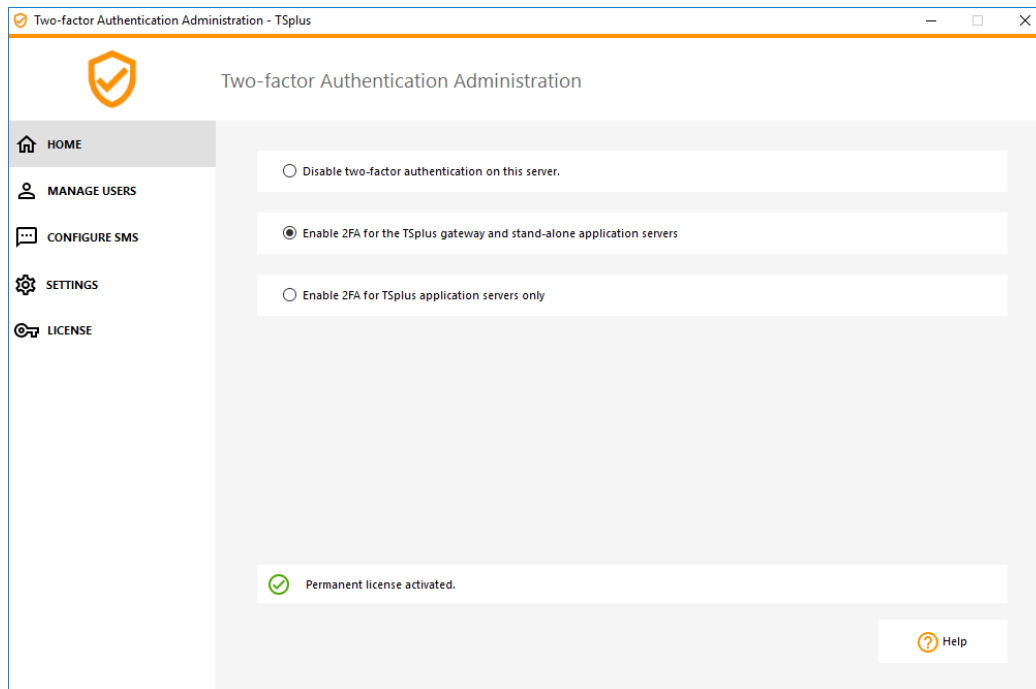 Two-factor Authentication Administration - TSplus
Two-factor Authentication Administration
HOME
MANAGE USERS
CONFIGURE SMS
SETTINGS
LICENSE
Disable two-factor authentication on this server.
Enable 2FA for the TSplus gateway and stand-alone application servers
Enable 2FA for TSplus application servers only
Permanent license activated.
Help